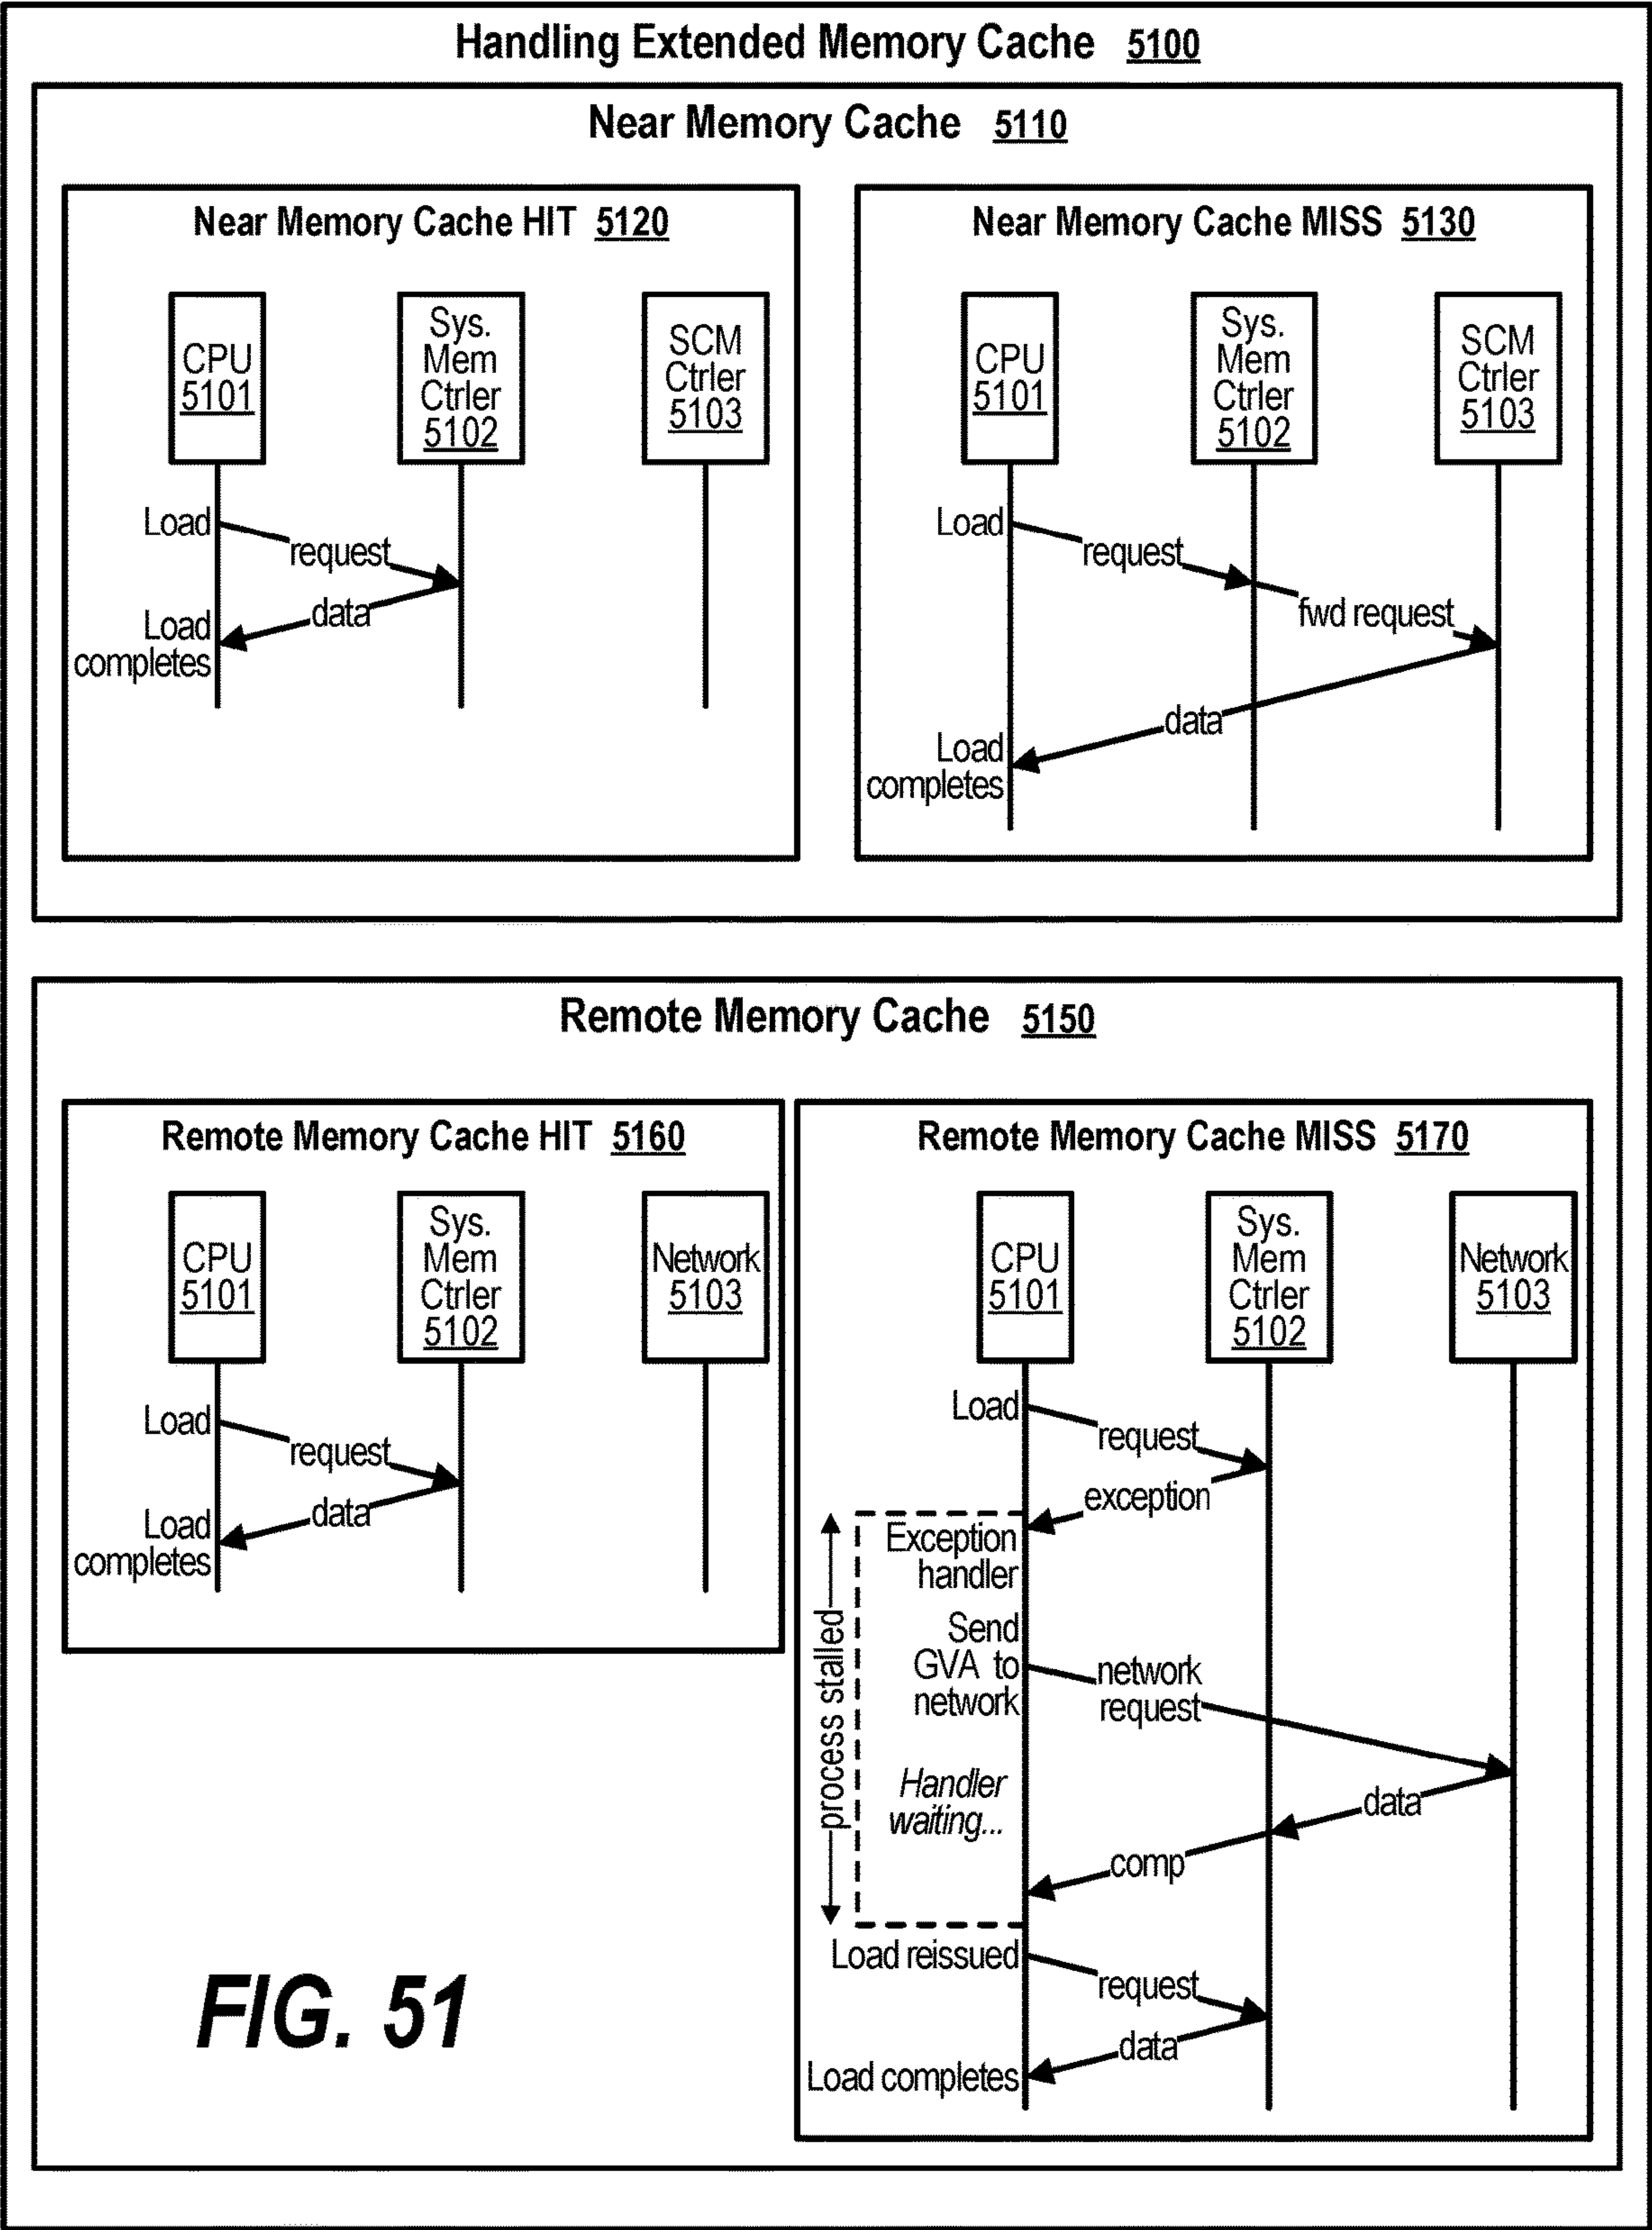 Handling Extended Memory Cache 5100
Near Memory Cache 5110
Near Memory Cache HIT 5120
CPU
5101
Sys.
Mem
Ctrler
5102
SCM
Ctrler
5103
Load
request
data
Load
completes
Near Memory Cache MISS 5130
CPU
5101
Sys.
Mem
Ctrler
5102
SCM
Ctrler
5103
Load
request
fwd request
data
Load
completes
Remote Memory Cache 5150
Remote Memory Cache HIT 5160
CPU
5101
Sys.
Mem
Ctrler
5102
Network
5103
Load
request
data
Load
completes
Remote Memory Cache MISS 5170
CPU
5101
Sys.
Mem
Ctrler
5102
Network
5103
Load
request
exception
Exception
handler
process stalled
Send
GVA to
network
network
request
Handler
waiting...
data
comp
Load reissued
request
data
Load completes
FIG. 51